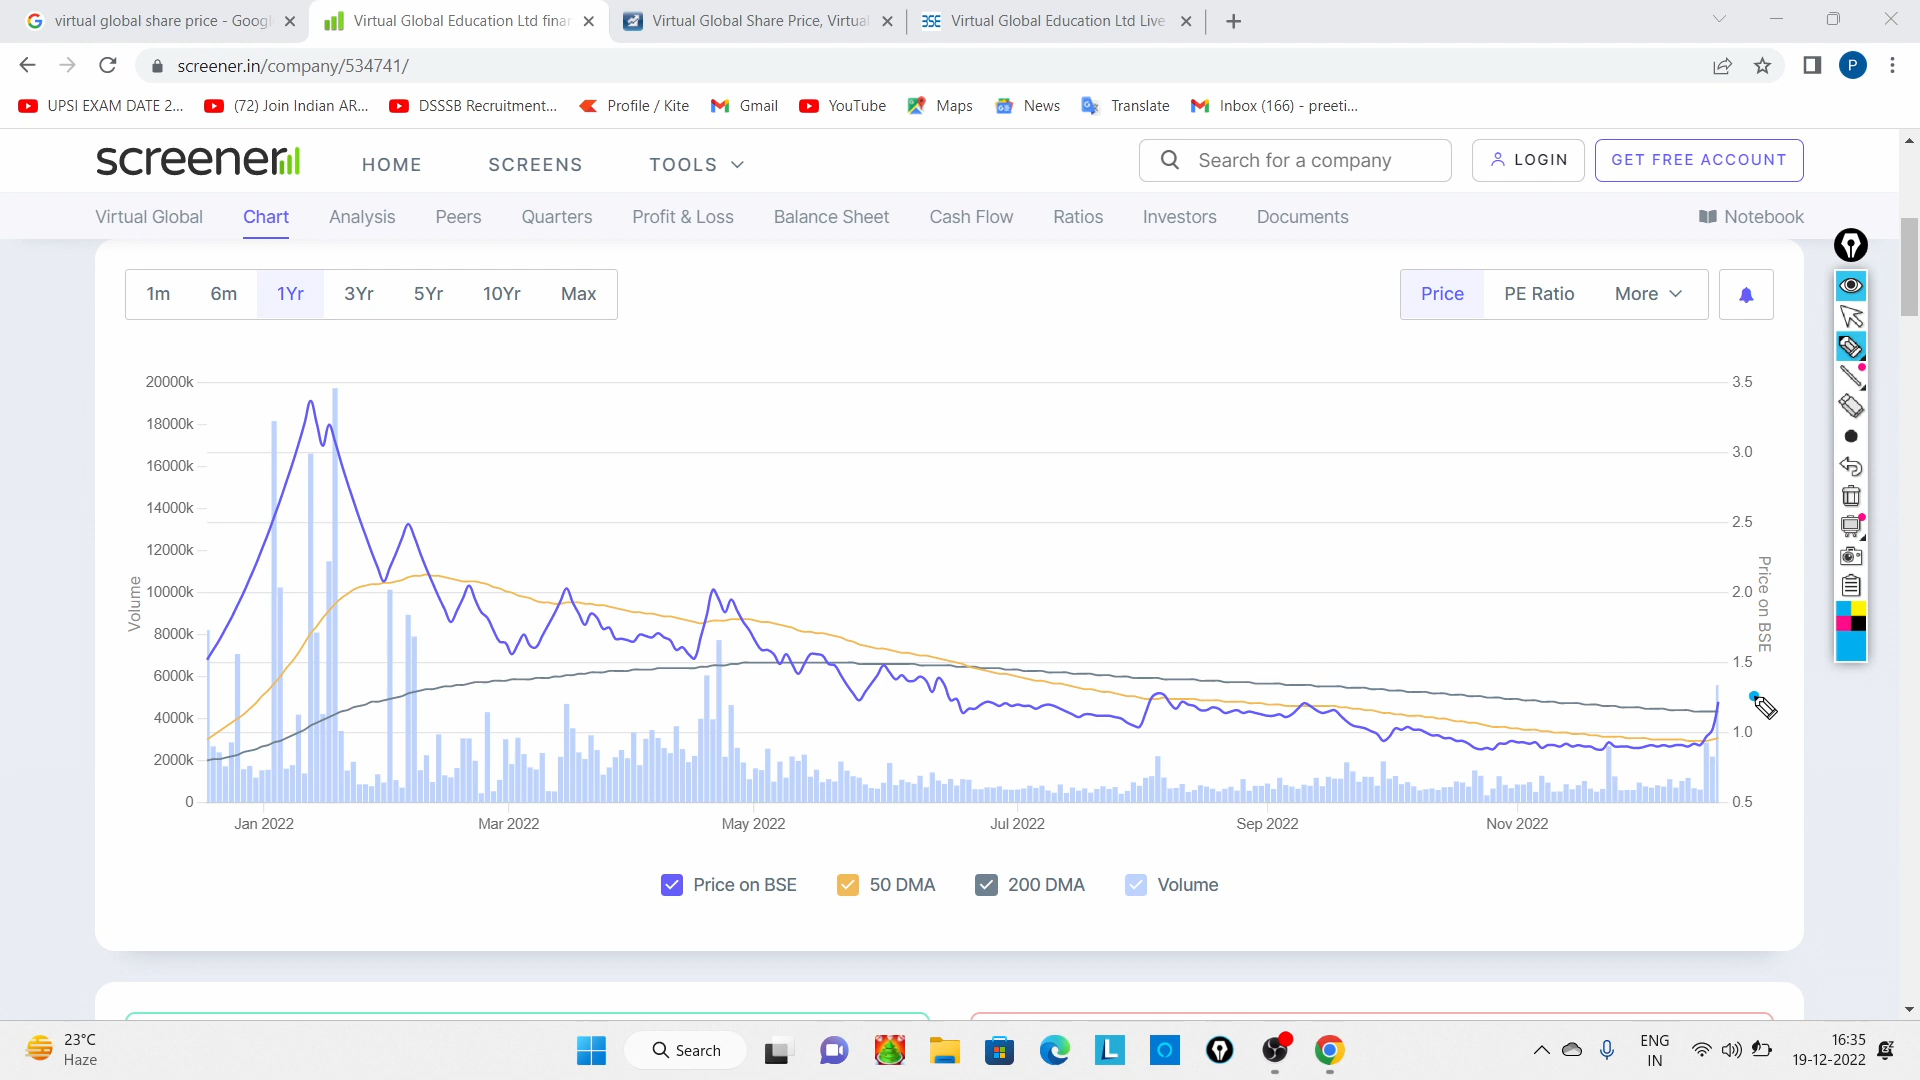 virtual global share price - Googl
Virtual Global Education Ltd finan
Virtual Global Share Price, Virtual
BSE Virtual Global Education Ltd Live
screener.in/company/534741/
P
UPSI EXAM DATE 2... (72) Join Indian AR... DSSSB Recruitment... Profile / Kite Gmail YouTube Maps News Translate Inbox (166) - preeti...
screener HOME SCREENS TOOLS Search for a company LOGIN GET FREE ACCOUNT
Virtual Global Chart Analysis Peers Quarters Profit & Loss Balance Sheet Cash Flow Ratios Investors Documents Notebook
1m 6m 1Yr 3Yr 5Yr 10Yr Max Price PE Ratio More
20000k 3.5
18000k
16000k 3.0
14000k
12000k 2.5
10000k 2.0
8000k
6000k 1.5
4000k 1.0
2000k
0 0.5
Volume
Price on BSE
Jan 2022 Mar 2022 May 2022 Jul 2022 Sep 2022 Nov 2022
Price on BSE 50 DMA 200 DMA Volume
23°C
Haze
Search
L
ENG
IN
16:35
19-12-2022